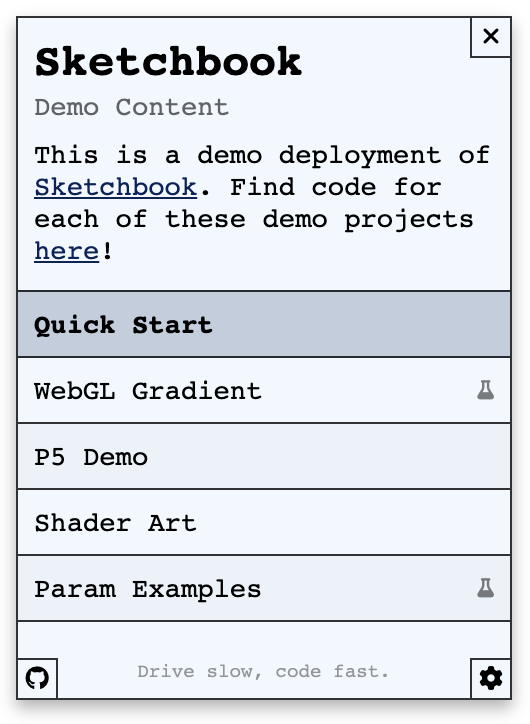 Sketchbook
Demo Content
This is a demo deployment of
Sketchbook. Find code for
each of these demo projects
here!
Quick Start
WebGL Gradient
P5 Demo
Shader Art
Param Examples
Drive slow, code fast.